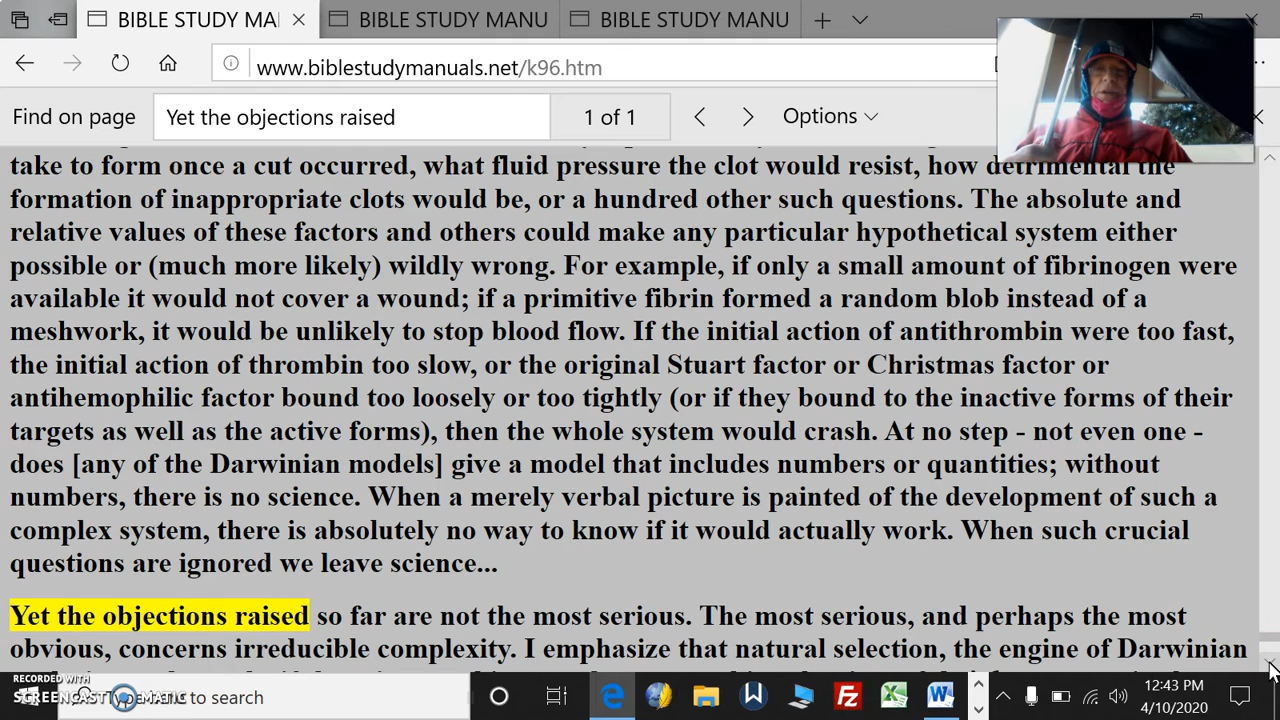 BIBLE STUDY MA
BIBLE STUDY MANU
BIBLE STUDY MANU
www.biblestudymanuals.net/k96.htm
Find on page
Yet the objections raised
1 of 1
Options
take to form once a cut occurred, what fluid pressure the clot would resist, how detrimental the
formation of inappropriate clots would be, or a hundred other such questions. The absolute and
relative values of these factors and others could make any particular hypothetical system either
possible or (much more likely) wildly wrong. For example, if only a small amount of fibrinogen were
available it would not cover a wound; if a primitive fibrin formed a random blob instead of a
meshwork, it would be unlikely to stop blood flow. If the initial action of antithrombin were too fast,
the initial action of thrombin too slow, or the original Stuart factor or Christmas factor or
antihemophilic factor bound too loosely or too tightly (or if they bound to the inactive forms of their
targets as well as the active forms), then the whole system would crash. At no step - not even one -
does [any of the Darwinian models] give a model that includes numbers or quantities; without
numbers, there is no science. When a merely verbal picture is painted of the development of such a
complex system, there is absolutely no way to know if it would actually work. When such crucial
questions are ignored we leave science...
Yet the objections raised so far are not the most serious. The most serious, and perhaps the most
obvious, concerns irreducible complexity. I emphasize that natural selection, the engine of Darwinian
RECORDED WITH
SCREENCAST-O-MATIC
to search
12:43 PM
4/10/2020